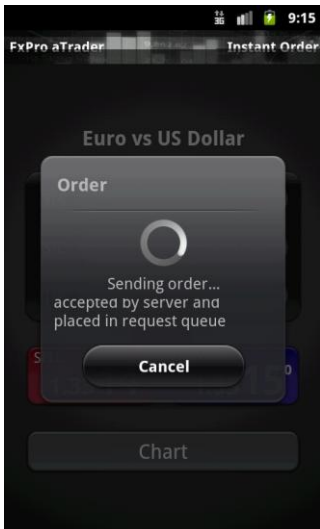 3G 9:15
FxPro aTrader Instant Order
Euro vs US Dollar
Order
Sending order...
accepted by server and
placed in request queue
Cancel
Chart